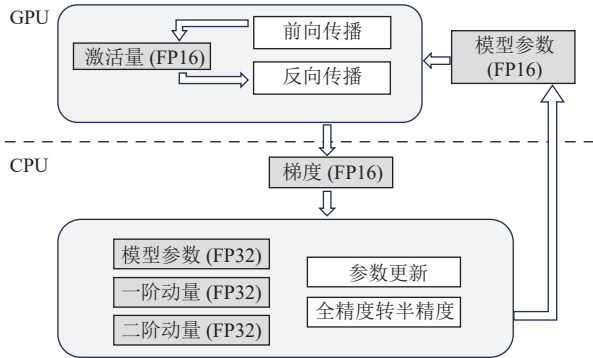 GPU
前向传播
激活量 (FP16)
反向传播
模型参数
(FP16)
CPU
梯度 (FP16)
模型参数 (FP32)
一阶动量 (FP32)
二阶动量 (FP32)
参数更新
全精度转半精度